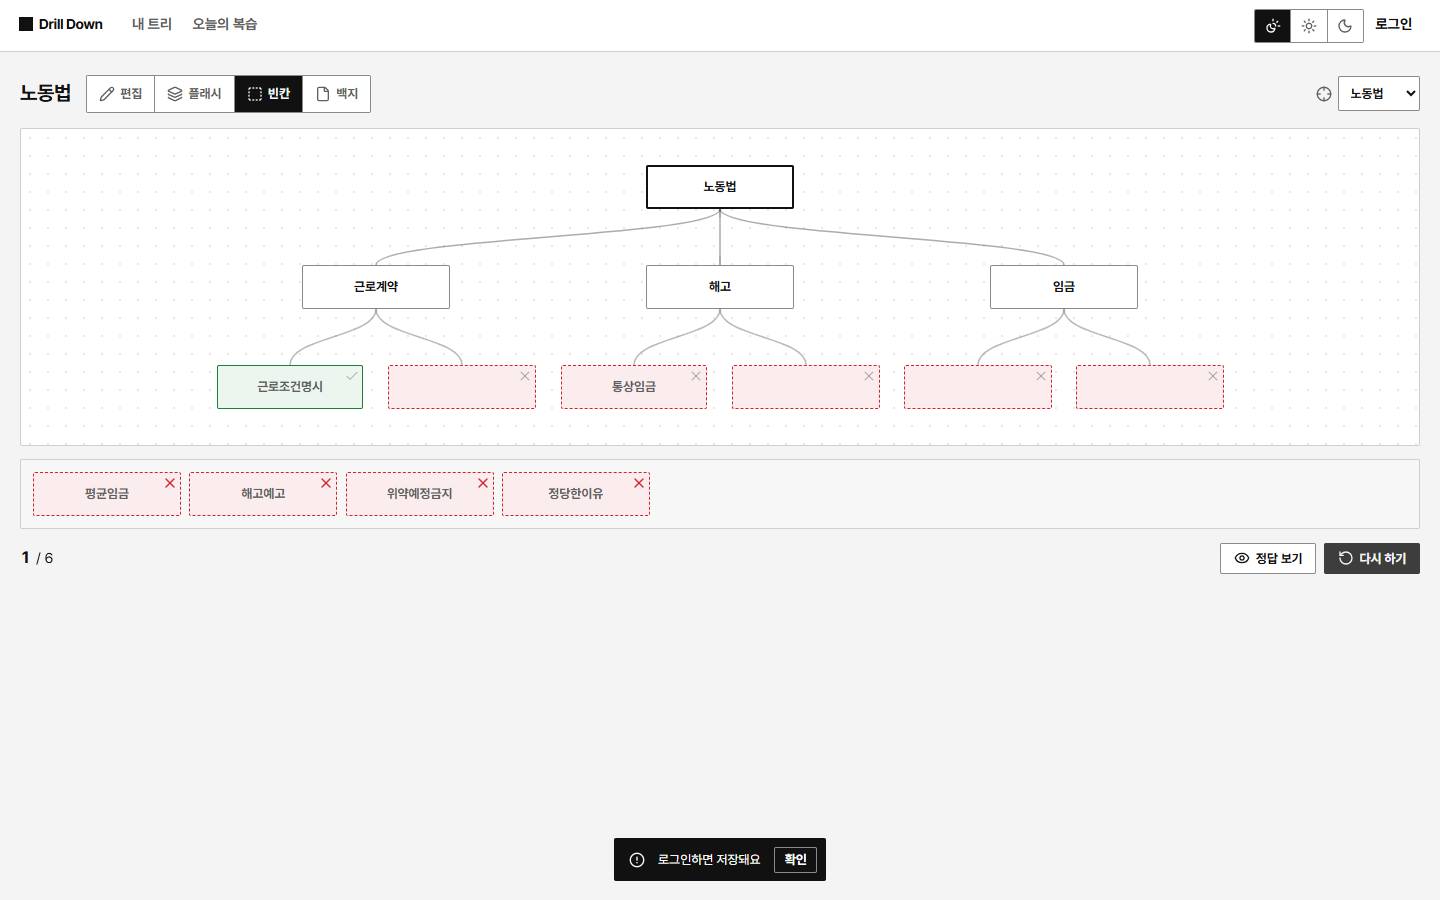 Drill Down
내 트리
오늘의 복습
로그인
노동법
편집
플래시
빈칸
백지
노동법
노동법
근로계약
해고
임금
근로조건명시
통상임금
평균임금
해고예고
위약예정금지
정당한이유
1 / 6
정답 보기
다시 하기
로그인하면 저장돼요
확인